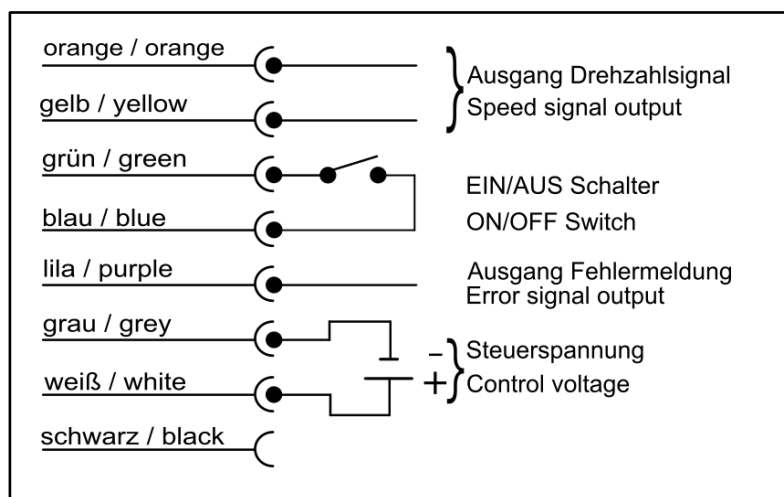 orange / orange
gelb / yellow
grün / green
blau / blue
lila / purple
grau / grey
weiß / white
schwarz / black
Ausgang Drehzahlsignal
Speed signal output
EIN/AUS Schalter
ON/OFF Switch
Ausgang Fehlermeldung
Error signal output
− Steuerspannung
+ Control voltage